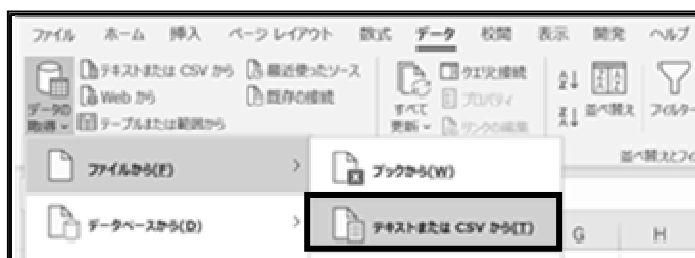 ファイル ホーム 挿入 ページ レイアウト 数式 データ 校閲 表示 開発 ヘルプ
テキストまたは CSV から 最近使ったソース クエリと接続
Web から 既存の接続 プロパティ
データの取得 テーブルまたは範囲から すべて更新 リンクの編集 並べ替え フィルター
並べ替えとフィ
ファイルから(F) ブックから(W)
データベースから(D) テキストまたは CSV から(T)
G H